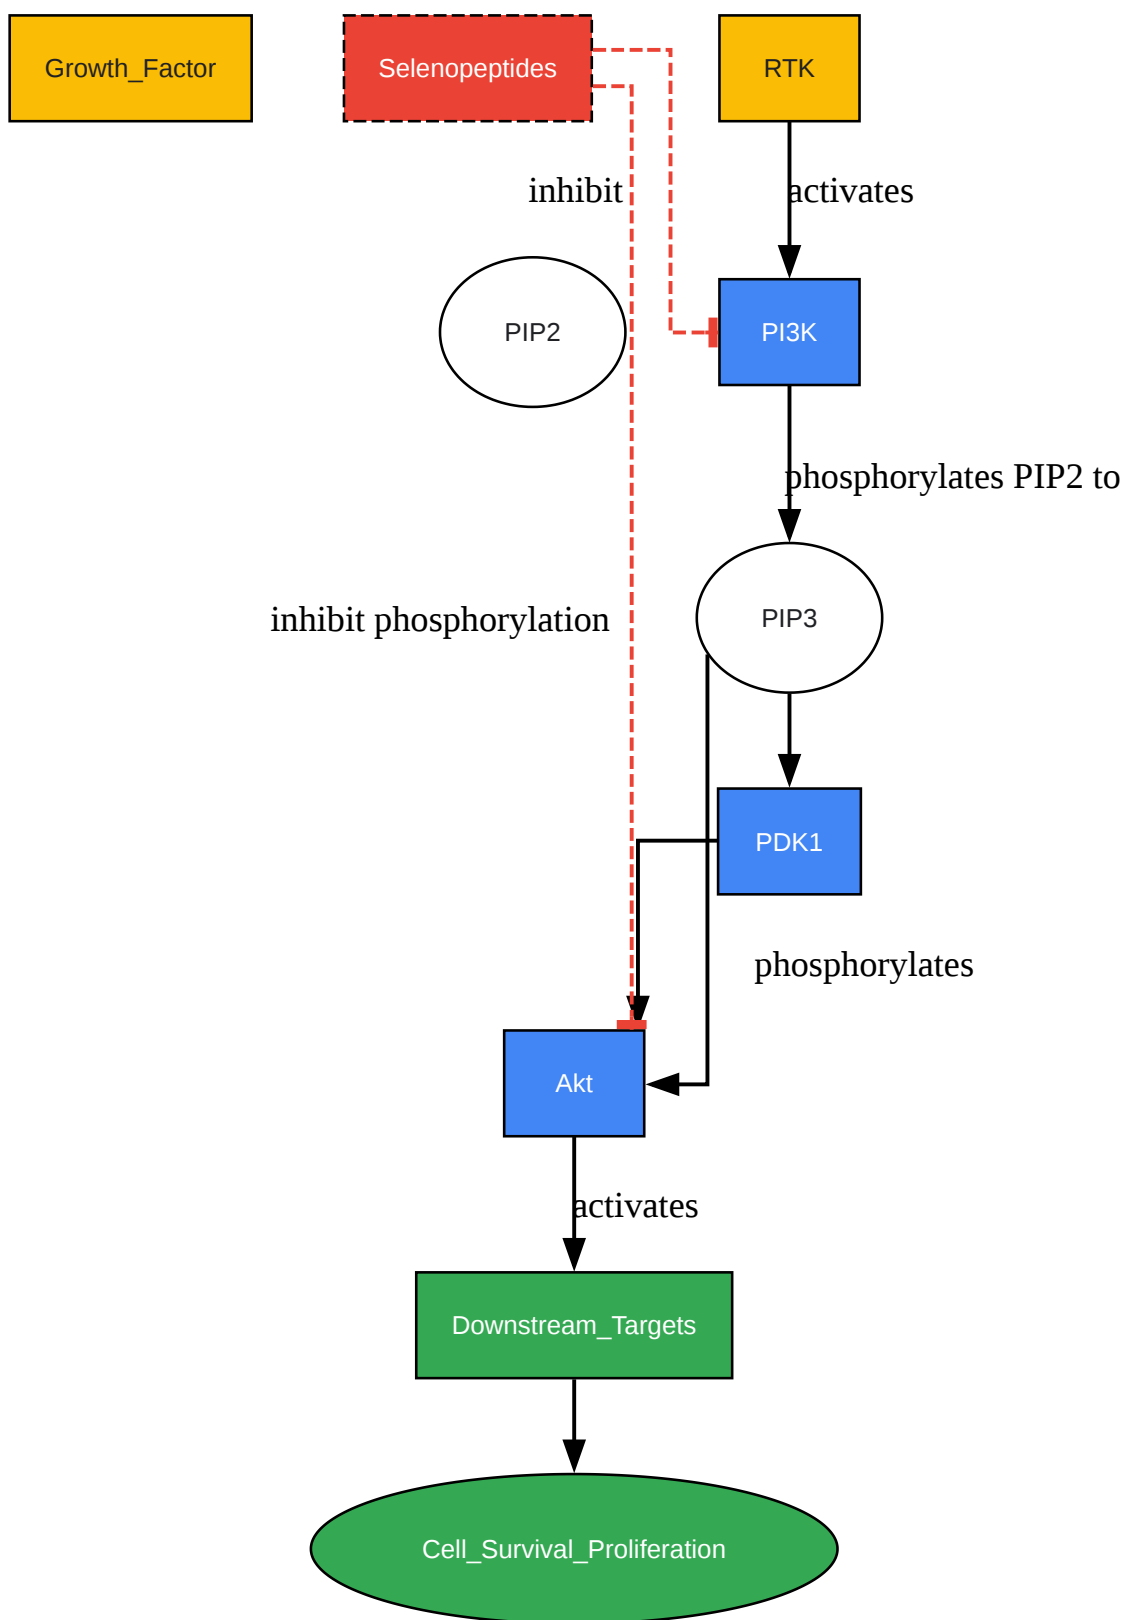 Growth_Factor
Selenopeptides
RTK
inhibit
activates
PIP2
PI3K
phosphorylates PIP2 to
inhibit phosphorylation
PIP3
PDK1
phosphorylates
Akt
activates
Downstream_Targets
Cell_Survival_Proliferation